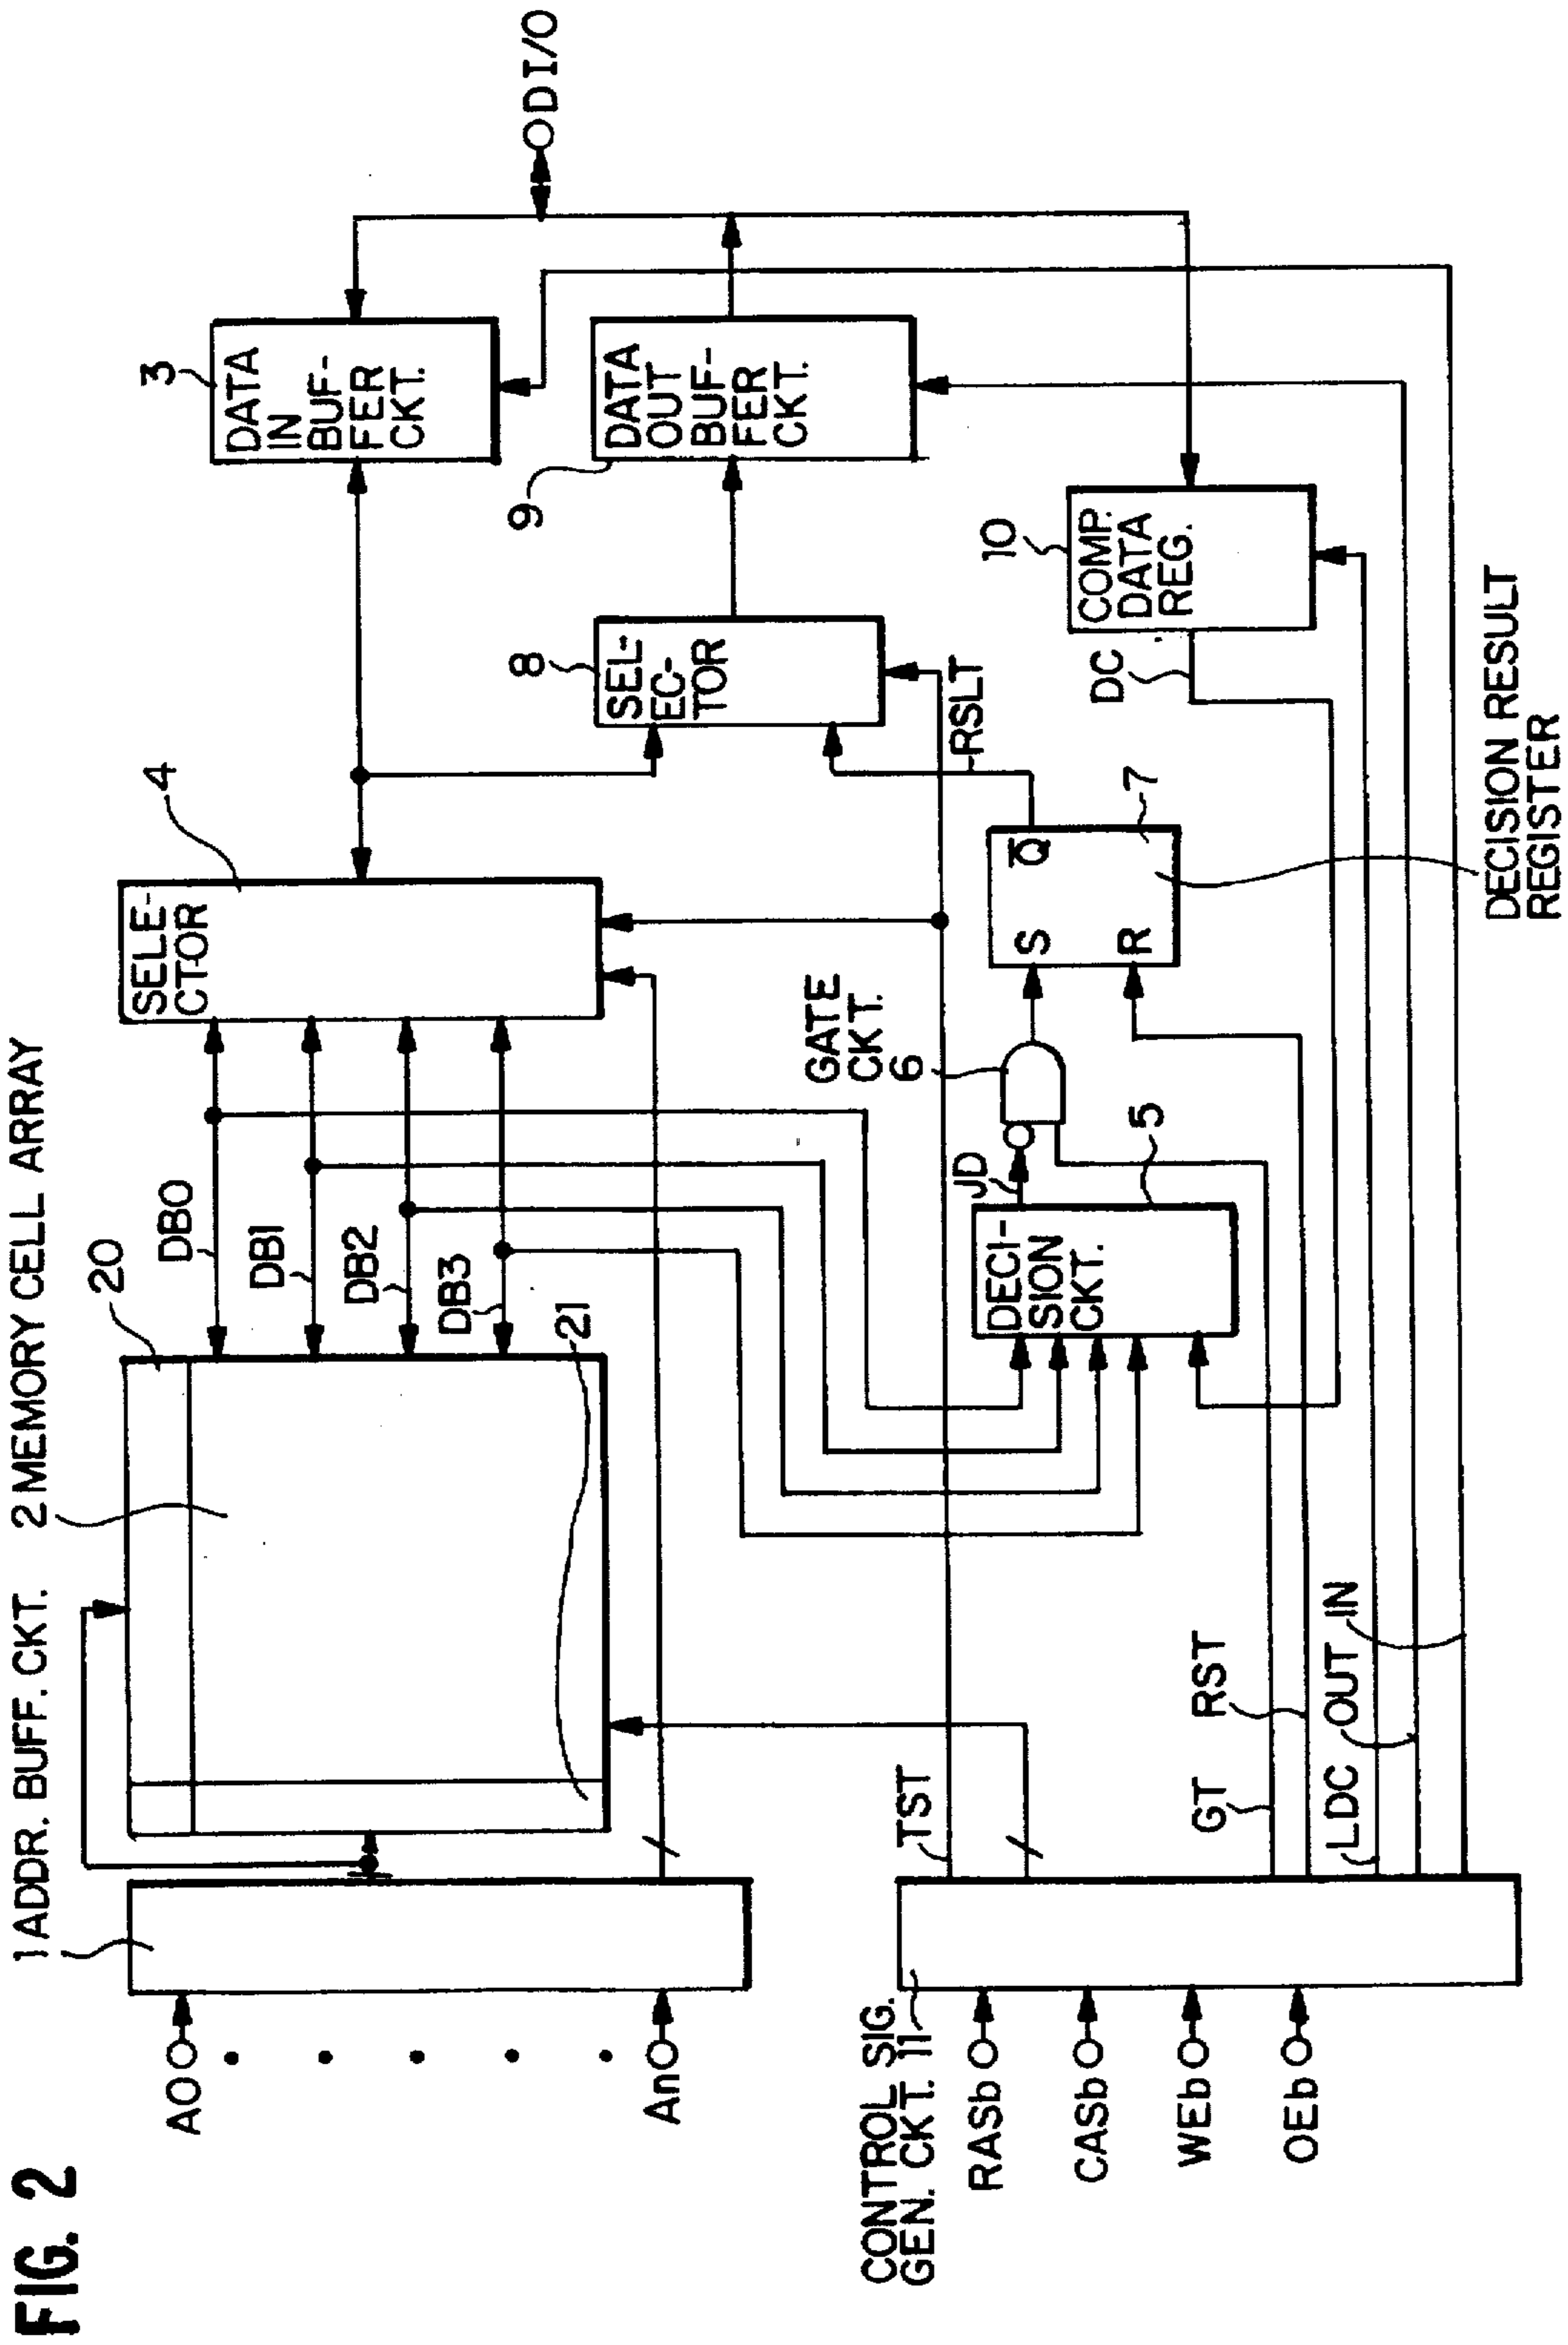 FIG. 2
1 ADDR. BUFF. CKT.
2 MEMORY CELL ARRAY
20
21
A0
An
DB0
DB1
DB2
DB3
4
SELE-
CTOR
3
DATA
IN
BUF-
FER
CKT.
DI/O
9
DATA
OUT
BUF-
FER
CKT.
8
SEL-
EC-
TOR
RSLT
10
COMP.
DATA
REG.
DC
GATE
CKT.
6
JD
5
DECI-
SION
CKT.
S
R
Q̅
7
DECISION RESULT
REGISTER
CONTROL SIG.
GEN. CKT. 11
RASb
CASb
WEb
OEb
TST
GT
RST
LDC
OUT
IN